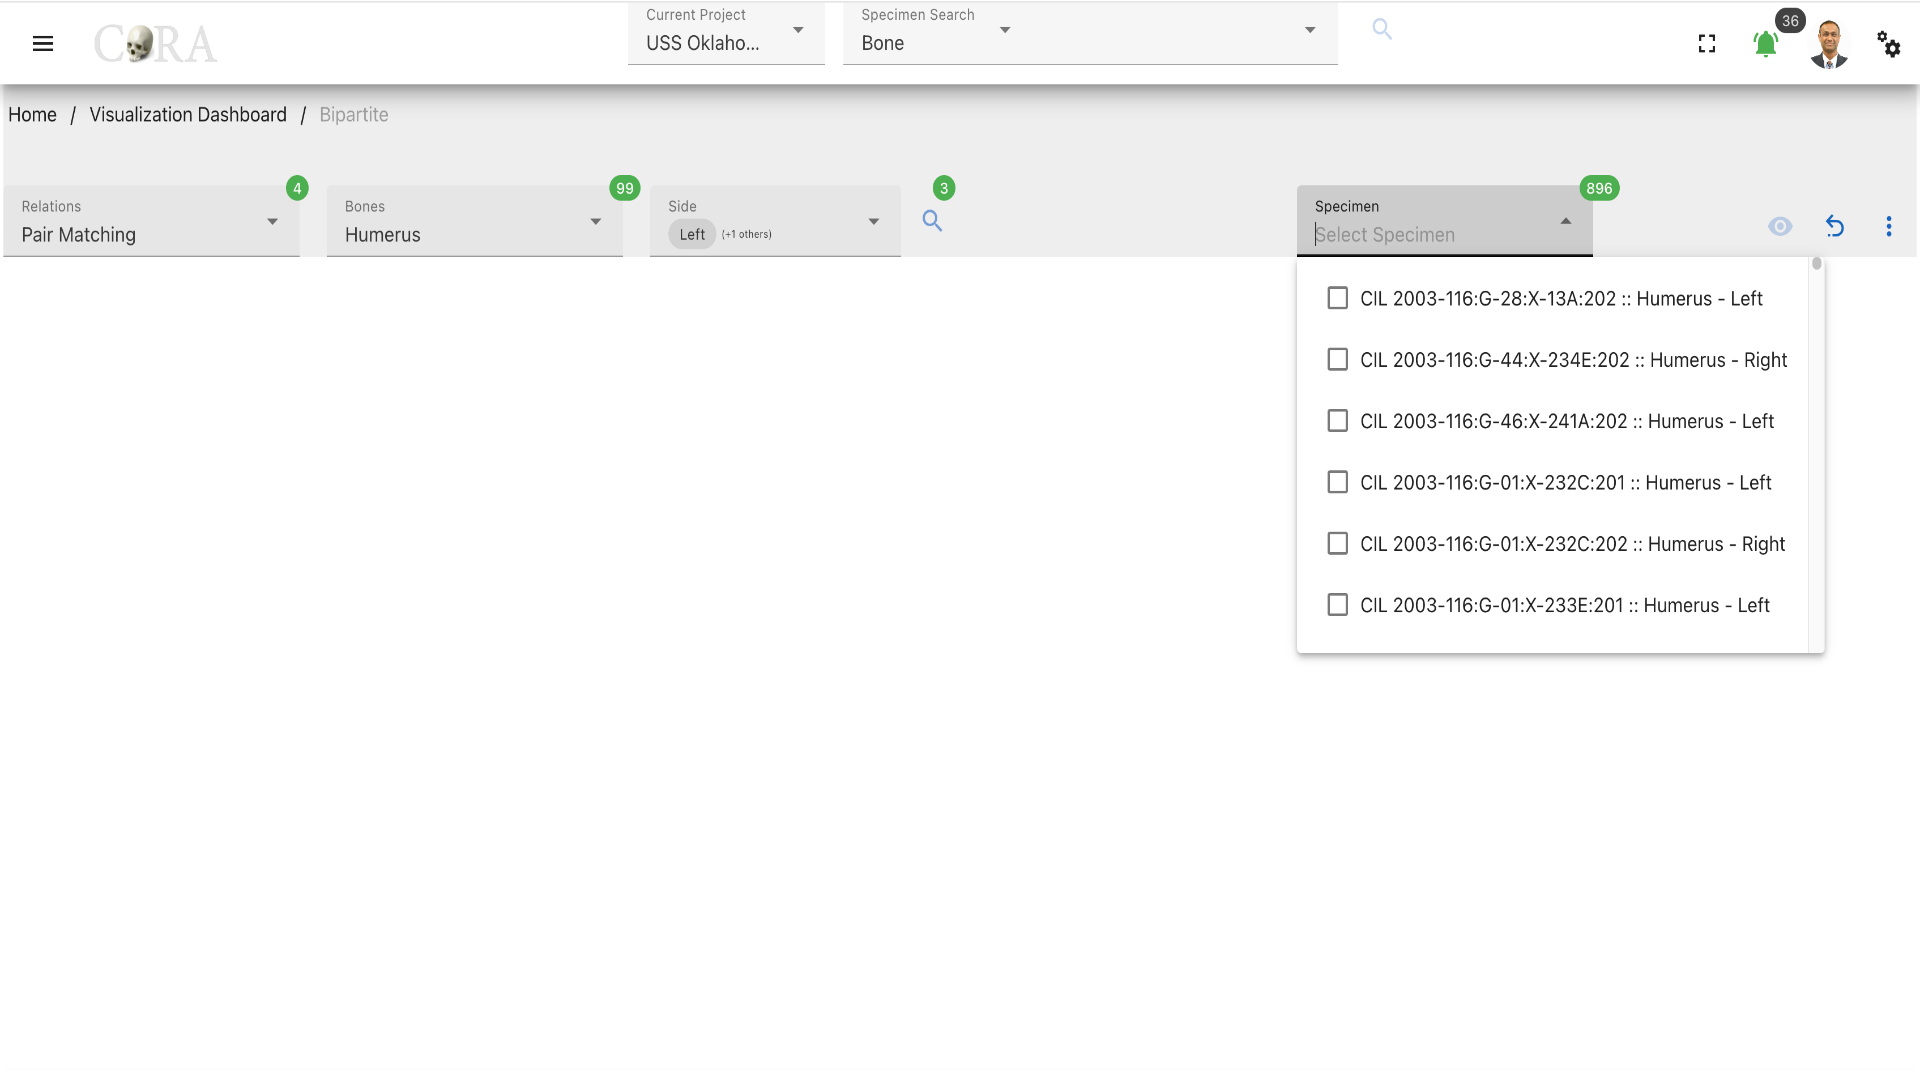 CORA
Current Project
USS Oklaho...
Specimen Search
Bone
36
Home / Visualization Dashboard / Bipartite
Relations
Pair Matching
4
Bones
Humerus
99
Side
Left (+1 others)
3
Specimen
Select Specimen
896
CIL 2003-116:G-28:X-13A:202 :: Humerus - Left
CIL 2003-116:G-44:X-234E:202 :: Humerus - Right
CIL 2003-116:G-46:X-241A:202 :: Humerus - Left
CIL 2003-116:G-01:X-232C:201 :: Humerus - Left
CIL 2003-116:G-01:X-232C:202 :: Humerus - Right
CIL 2003-116:G-01:X-233E:201 :: Humerus - Left